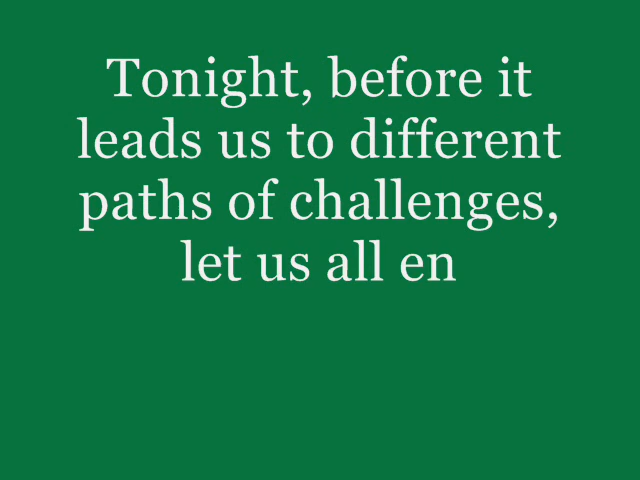 Tonight, before it
leads us to different
paths of challenges,
let us all en